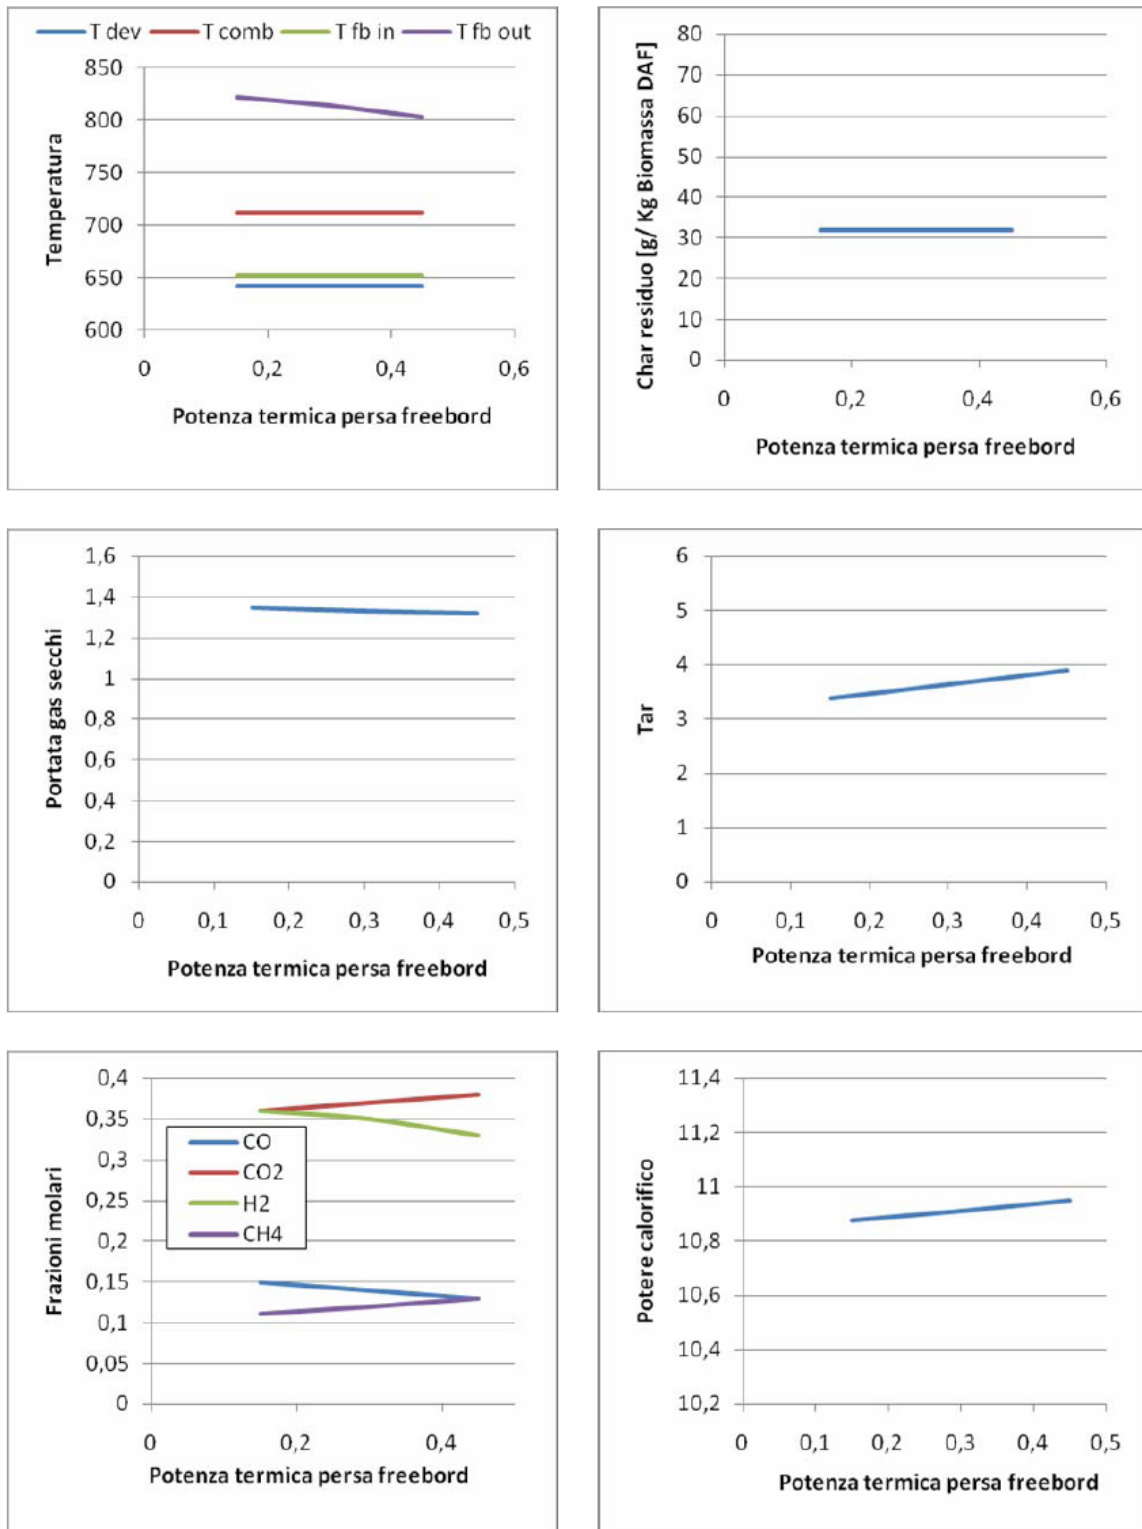 T dev T comb T fb in T fb out
850
800
750
700
650
600
Temperatura
0 0,2 0,4 0,6
Potenza termica persa freebord
80
70
60
50
40
30
20
10
0
Char residuo [g/ Kg Biomassa DAF]
0 0,2 0,4 0,6
Potenza termica persa freebord
1,6
1,4
1,2
1
0,8
0,6
0,4
0,2
0
Portata gas secchi
0 0,1 0,2 0,3 0,4 0,5
Potenza termica persa freebord
6
5
4
3
2
1
0
Tar
0 0,1 0,2 0,3 0,4 0,5
Potenza termica persa freebord
0,4
0,35
0,3
0,25
0,2
0,15
0,1
0,05
0
Frazioni molari
CO
CO2
H2
CH4
0 0,2 0,4
Potenza termica persa freebord
11,4
11,2
11
10,8
10,6
10,4
10,2
Potere calorifico
0 0,1 0,2 0,3 0,4 0,5
Potenza termica persa freebord